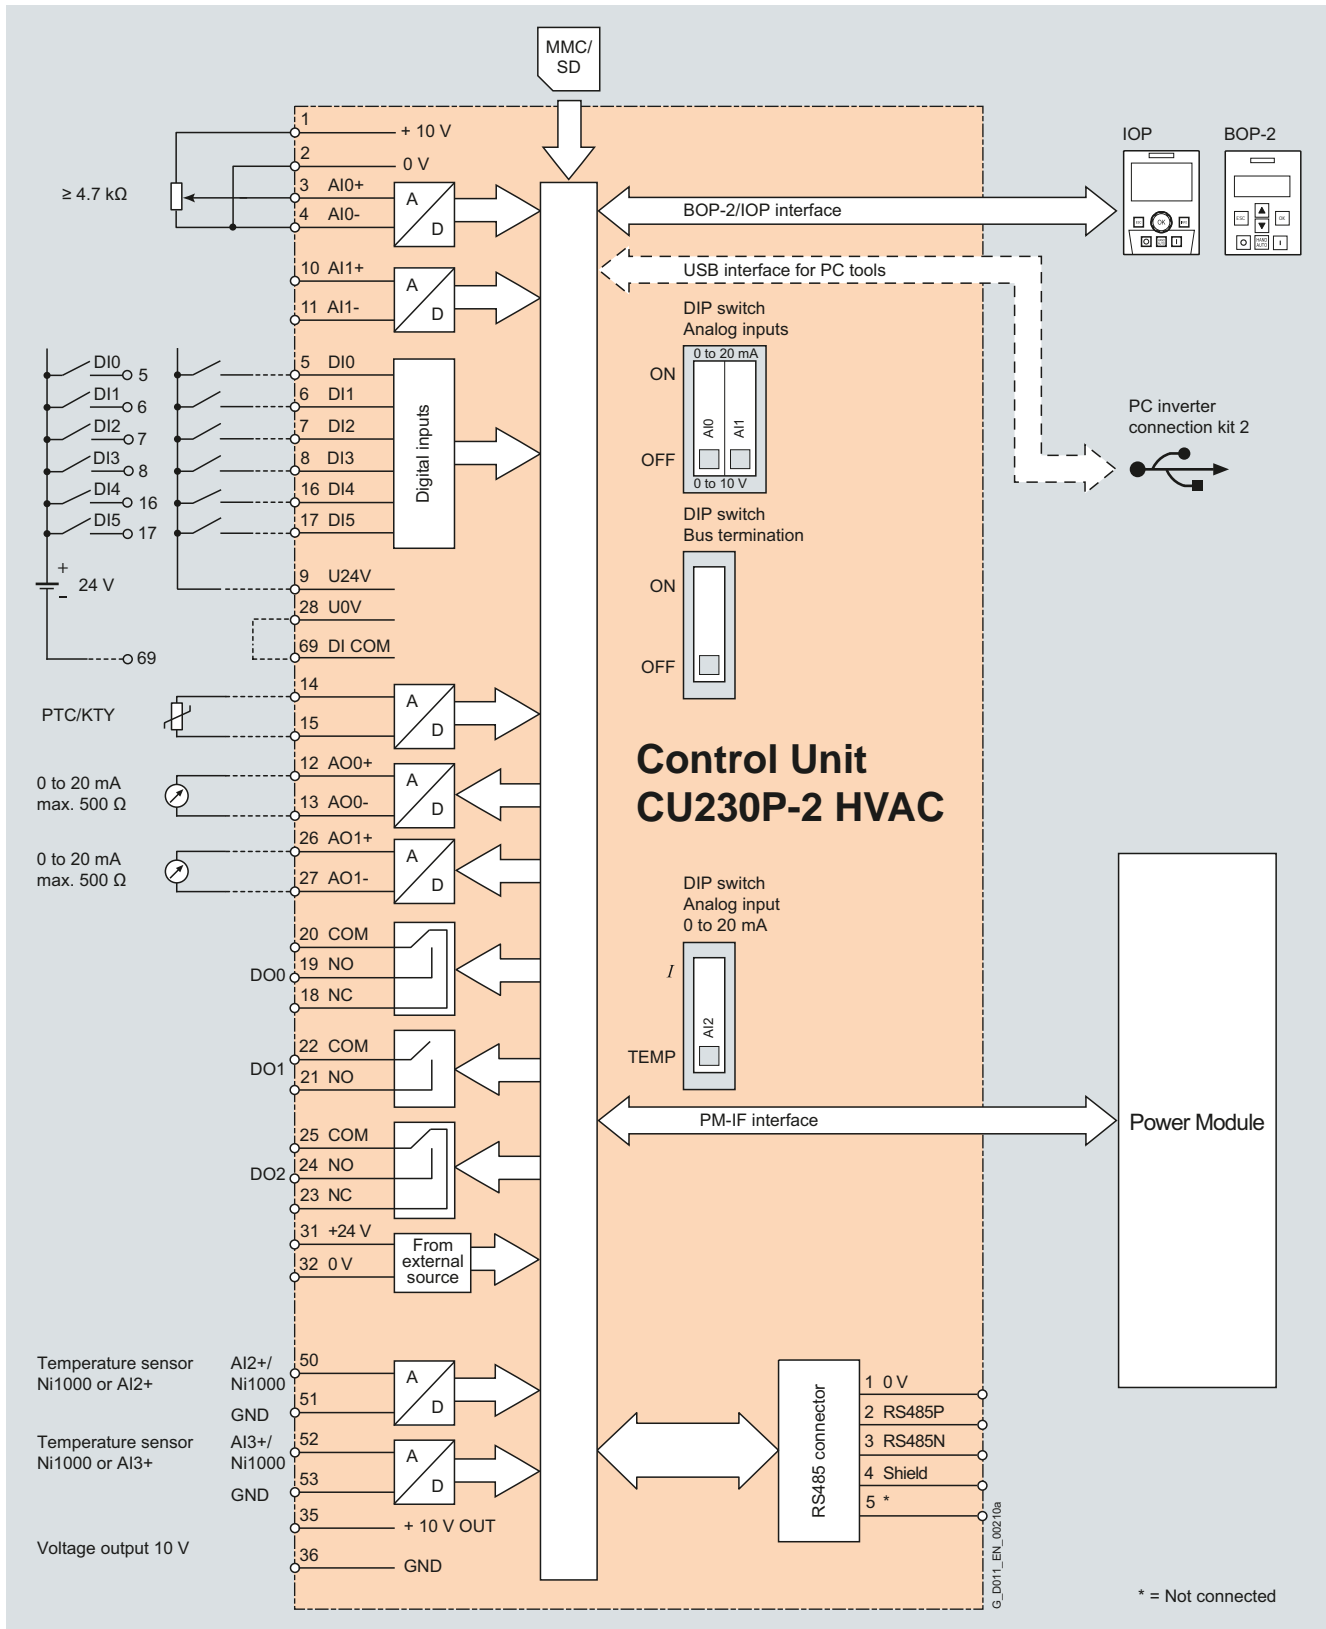 MMC/
SD
1
+ 10 V
2
0 V
≥ 4.7 kΩ
3 AI0+
4 AI0-
A
D
10 AI1+
11 AI1-
A
D
DI0
5
DI1
6
DI2
7
DI3
8
DI4
16
DI5
17
+
24 V
–
69
5 DI0
6 DI1
7 DI2
8 DI3
16 DI4
17 DI5
Digital inputs
9 U24V
28 U0V
69 DI COM
PTC/KTY
14
15
A
D
0 to 20 mA
max. 500 Ω
12 AO0+
13 AO0-
A
D
0 to 20 mA
max. 500 Ω
26 AO1+
27 AO1-
A
D
DO0
20 COM
19 NO
18 NC
DO1
22 COM
21 NO
DO2
25 COM
24 NO
23 NC
31 +24 V
32 0 V
From
external
source
Temperature sensor
Ni1000 or AI2+
AI2+/
Ni1000
GND
50
51
A
D
Temperature sensor
Ni1000 or AI3+
AI3+/
Ni1000
GND
52
53
A
D
Voltage output 10 V
35
+ 10 V OUT
36
GND
BOP-2/IOP interface
USB interface for PC tools
IOP
OK
BOP-2
ESC
OK
HAND
AUTO
PC inverter
connection kit 2
DIP switch
Analog inputs
0 to 20 mA
ON
AI0
AI1
OFF
0 to 10 V
DIP switch
Bus termination
ON
OFF
Control Unit
CU230P-2 HVAC
DIP switch
Analog input
0 to 20 mA
I
AI2
TEMP
PM-IF interface
Power Module
RS485 connector
1 0 V
2 RS485P
3 RS485N
4 Shield
5 *
G_D011_EN_00210a
* = Not connected